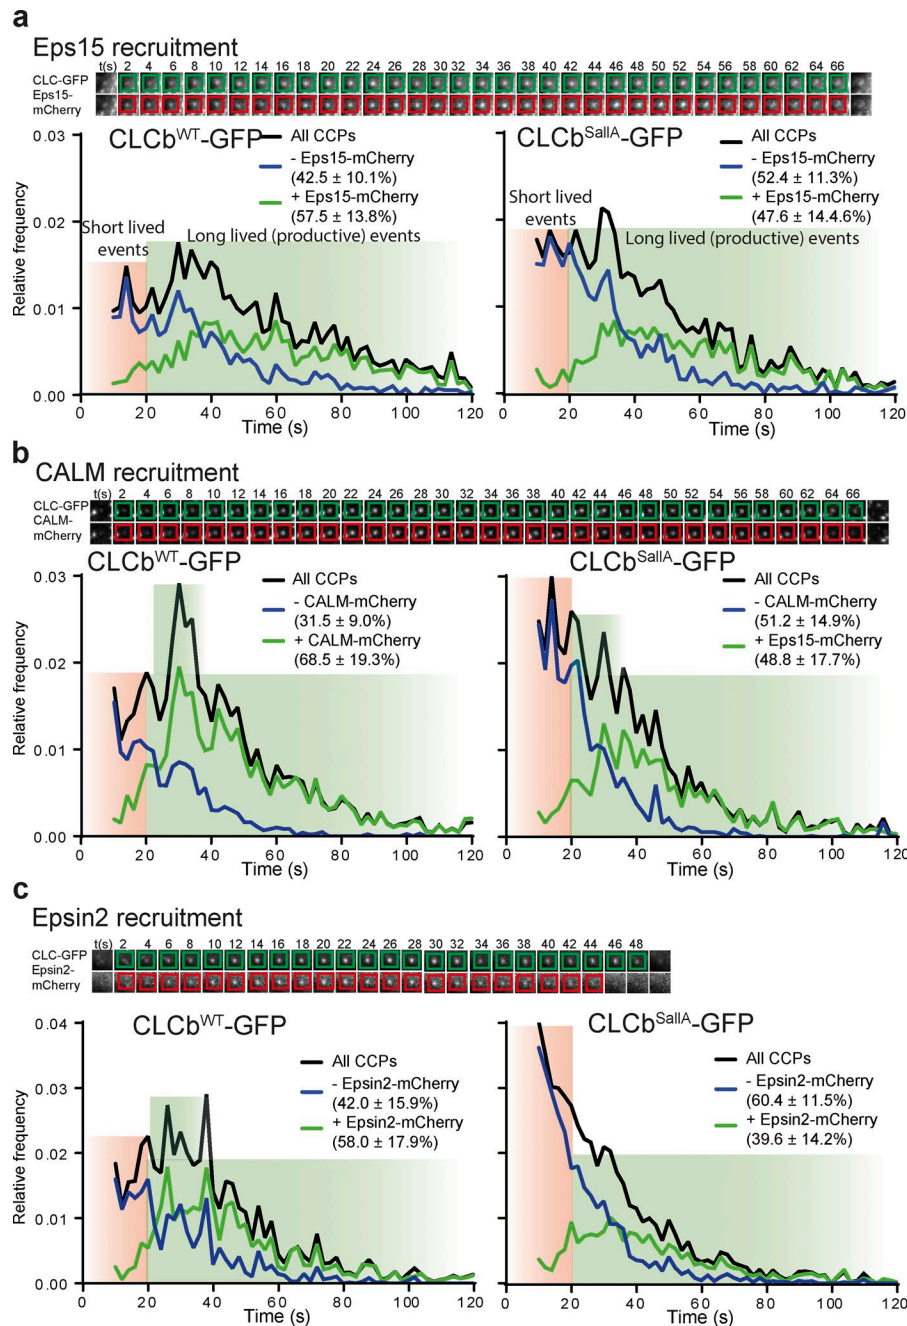 a
Eps15 recruitment
t(s) 2 4 6 8 10 12 14 16 18 20 22 24 26 28 30 32 34 36 38 40 42 44 46 48 50 52 54 56 58 60 62 64 66
CLC-GFP
Eps15-
mCherry
CLCbWT-GFP
All CCPs
- Eps15-mCherry
(42.5 ± 10.1%)
+ Eps15-mCherry
(57.5 ± 13.8%)
Short lived
events
Long lived (productive) events
Relative frequency
0.03
0.02
0.01
0.00
0 20 40 60 80 100 120
Time (s)
CLCbSallA-GFP
All CCPs
- Eps15-mCherry
(52.4 ± 11.3%)
+ Eps15-mCherry
(47.6 ± 14.4.6%)
Short lived
events
Long lived (productive) events
0 20 40 60 80 100 120
Time (s)
b
CALM recruitment
t(s) 2 4 6 8 10 12 14 16 18 20 22 24 26 28 30 32 34 36 38 40 42 44 46 48 50 52 54 56 58 60 62 64 66
CLC-GFP
CALM-
mCherry
CLCbWT-GFP
All CCPs
- CALM-mCherry
(31.5 ± 9.0%)
+ CALM-mCherry
(68.5 ± 19.3%)
Relative frequency
0.03
0.02
0.01
0.00
0 20 40 60 80 100 120
Time (s)
CLCbSallA-GFP
All CCPs
- CALM-mCherry
(51.2 ± 14.9%)
+ Eps15-mCherry
(48.8 ± 17.7%)
0 20 40 60 80 100 120
Time (s)
c
Epsin2 recruitment
t(s) 2 4 6 8 10 12 14 16 18 20 22 24 26 28 30 32 34 36 38 40 42 44 46 48
CLC-GFP
Epsin2-
mCherry
CLCbWT-GFP
All CCPs
- Epsin2-mCherry
(42.0 ± 15.9%)
+ Epsin2-mCherry
(58.0 ± 17.9%)
Relative frequency
0.04
0.03
0.02
0.01
0.00
0 20 40 60 80 100 120
Time (s)
CLCbSallA-GFP
All CCPs
- Epsin2-mCherry
(60.4 ± 11.5%)
+ Epsin2-mCherry
(39.6 ± 14.2%)
0 20 40 60 80 100 120
Time (s)